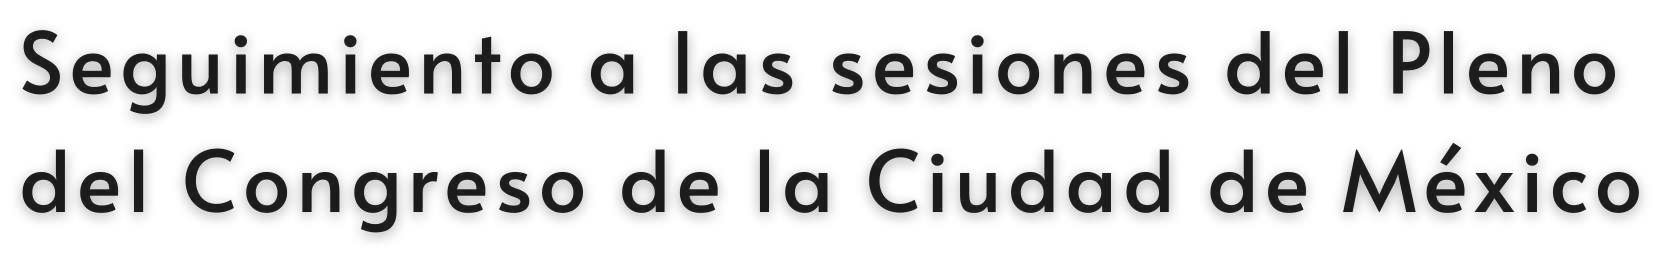 Seguimiento a las sesiones del Pleno
del Congreso de la Ciudad de México